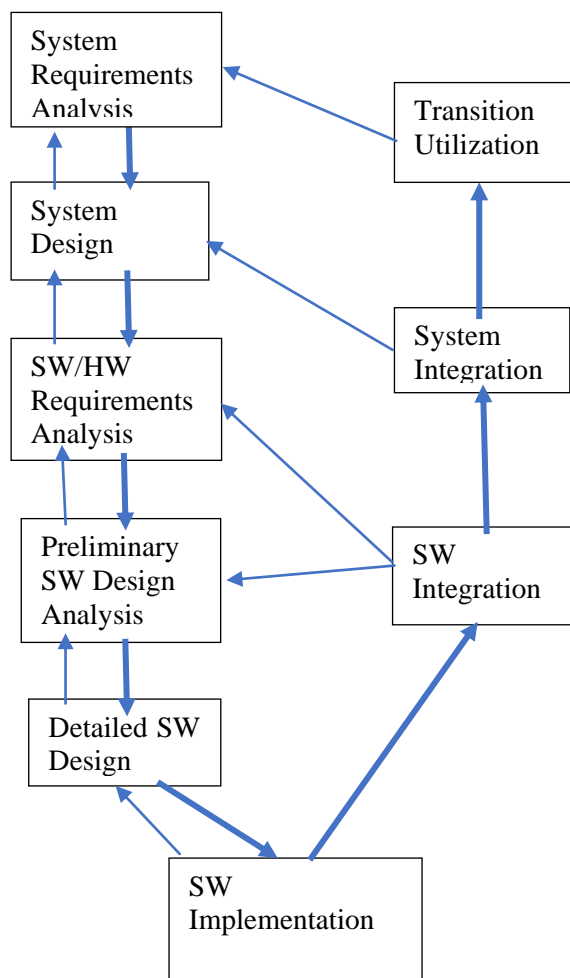 System
Requirements
Analysis
Transition
Utilization
System
Design
System
Integration
SW/HW
Requirements
Analysis
Preliminary
SW Design
Analysis
SW
Integration
Detailed SW
Design
SW
Implementation